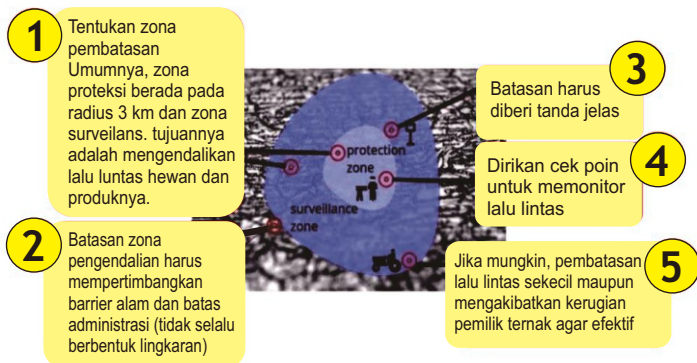 1
Tentukan zona
pembatasan
Umumnya, zona
proteksi berada pada
radius 3 km dan zona
surveilans. tujuannya
adalah mengendalikan
lalu luntas hewan dan
produknya.
2
Batasan zona
pengendalian harus
mempertimbangkan
barrier alam dan batas
administrasi (tidak selalu
berbentuk lingkaran)
protection
zone
surveillance
zone
3
Batasan harus
diberi tanda jelas
4
Dirikan cek poin
untuk memonitor
lalu lintas
5
Jika mungkin, pembatasan
lalu lintas sekecil maupun
mengakibatkan kerugian
pemilik ternak agar efektif